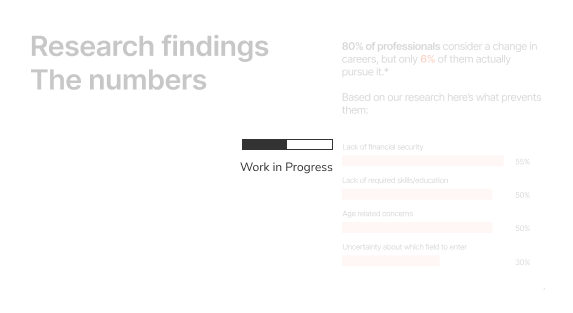 Research findings
The numbers
80% of professionals consider a change in
careers, but only 6% of them actually
pursue it.*
Based on our research here's what prevents
them:
Work in Progress
Lack of financial security
55%
Lack of required skills/education
50%
Age related concerns
50%
Uncertainty about which field to enter
30%